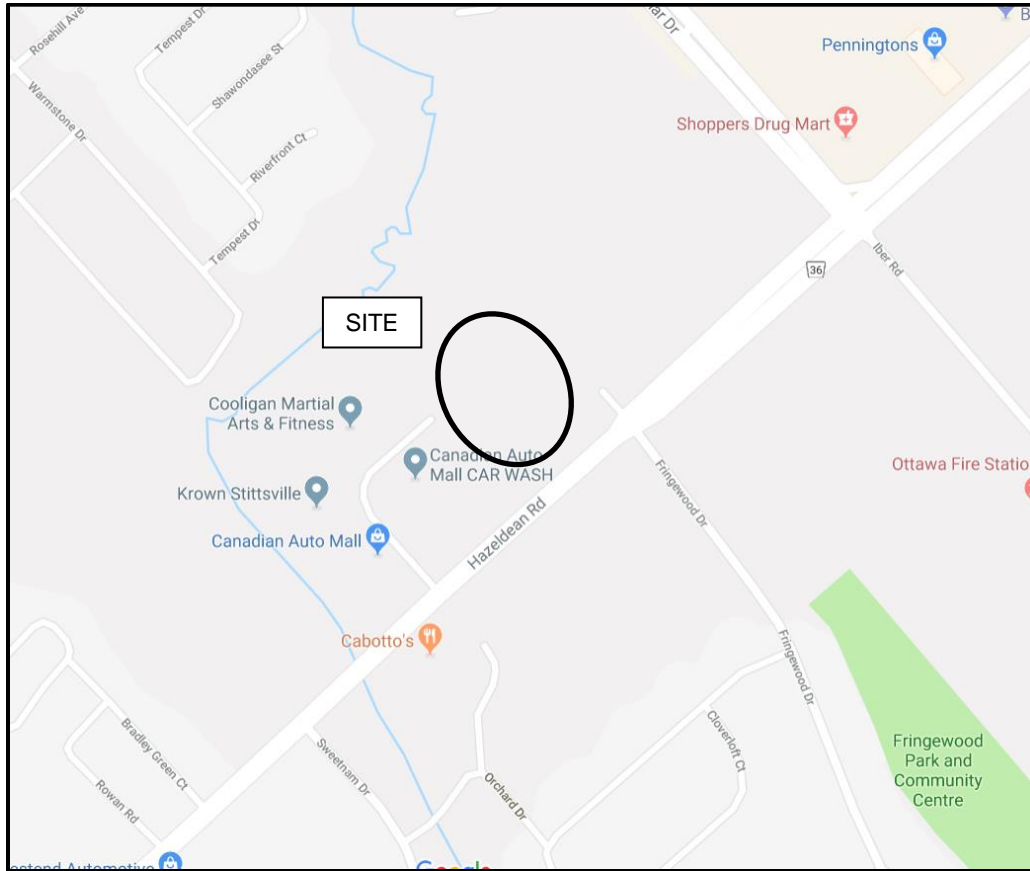 Rosehill Ave
Tempest Dr
Shawondasee St
Warmstone Dr
Riverfront Ct
Tempest Dr
Penningtons
Shoppers Drug Mart
36
Iber Rd
SITE
Cooligan Martial
Arts & Fitness
Canadian Auto
Mall CAR WASH
Krown Stittsville
Canadian Auto Mall
Hazeldean Rd
Fringewood Dr
Ottawa Fire Statio
Cabotto's
Fringewood Dr
Cloverloft Ct
Fringewood
Park and
Community
Centre
Bradley Green Ct
Rowan Rd
Sweetnam Dr
Orchard Dr
Automotive
Google